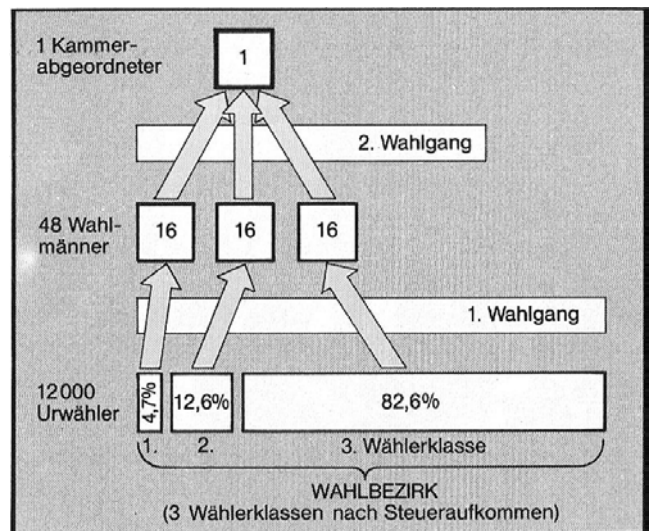 1 Kammer-
abgeordneter
1
2. Wahlgang
48 Wahl-
männer
16
16
16
1. Wahlgang
12000
Urwähler
4,7%
12,6%
82,6%
1.
2.
3. Wählerklasse
WAHLBEZIRK
(3 Wählerklassen nach Steueraufkommen)